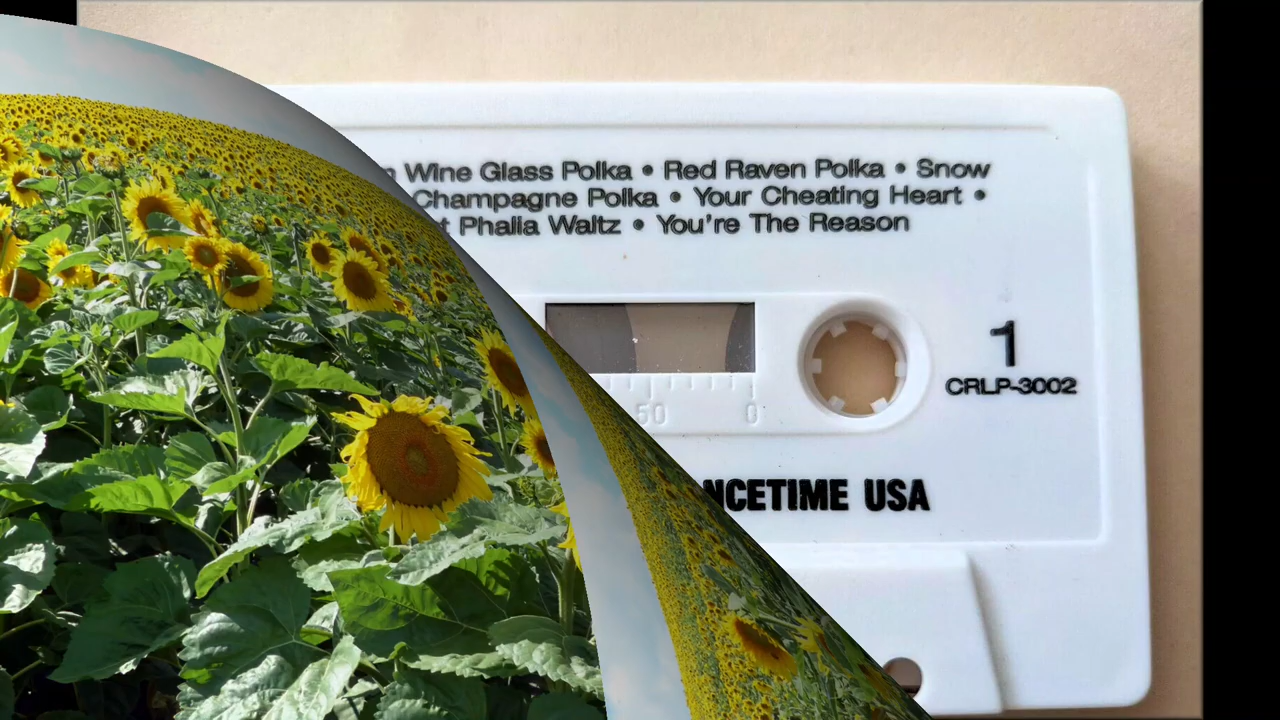 Wine Glass Polka • Red Raven Polka • Snow
Champagne Polka • Your Cheating Heart •
Phalia Waltz • You're The Reason
1
CRLP-3002
50 0
NCETIME USA